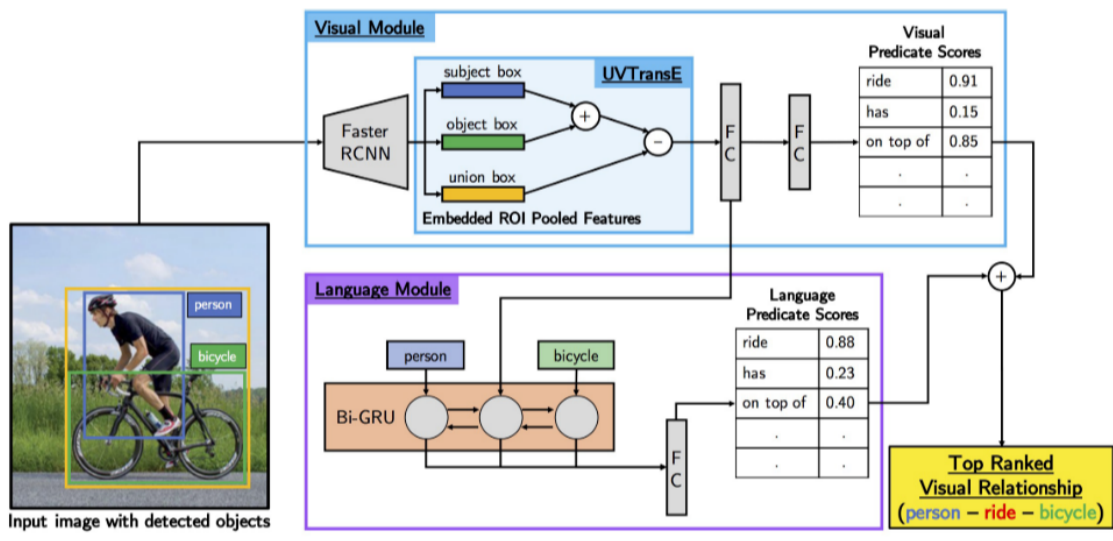 Visual Module
UVTransE
subject box
object box
union box
Embedded ROI Pooled Features
Faster
RCNN
+
-
F
C
F
C
Visual
Predicate Scores
ride 0.91
has 0.15
on top of 0.85
. .
. .
person
bicycle
Input image with detected objects
Language Module
person
bicycle
Bi-GRU
F
C
Language
Predicate Scores
ride 0.88
has 0.23
on top of 0.40
. .
. .
+
Top Ranked
Visual Relationship
(person – ride – bicycle)